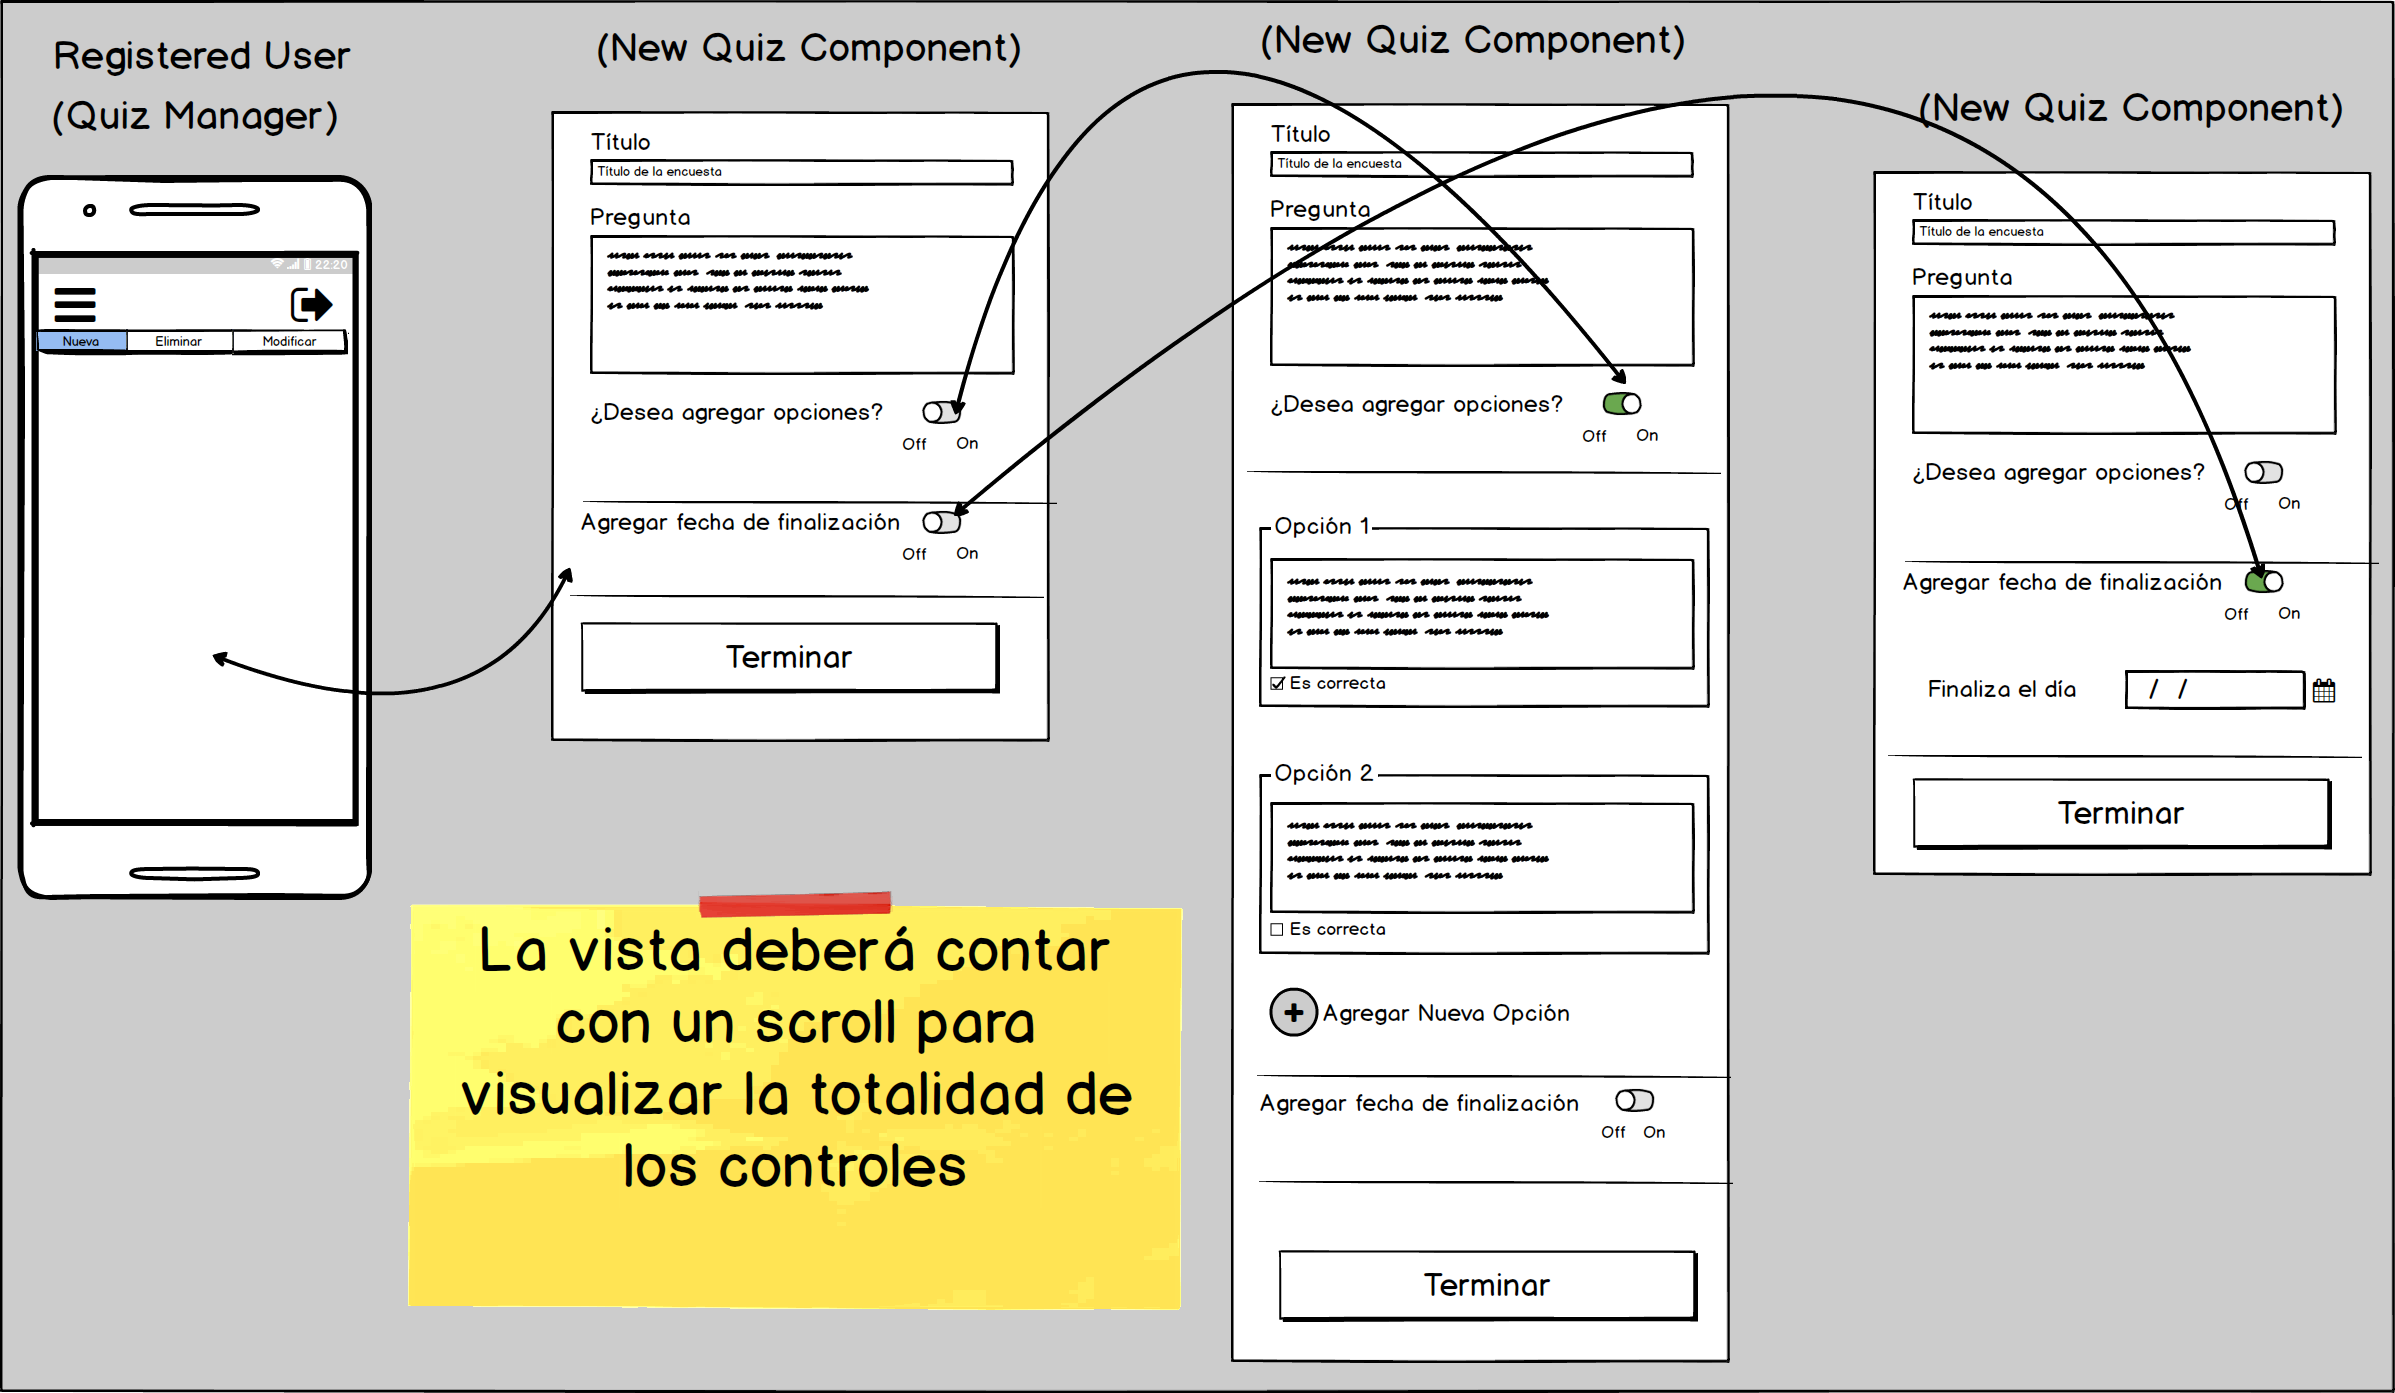 Registered User
(Quiz Manager)
22:20
Nueva Eliminar Modificar
(New Quiz Component)
Título
Título de la encuesta
Pregunta
¿Desea agregar opciones?
Off On
Agregar fecha de finalización
Off On
Terminar
La vista deberá contar
con un scroll para
visualizar la totalidad de
los controles
(New Quiz Component)
Título
Título de la encuesta
Pregunta
¿Desea agregar opciones?
Off On
Opción 1
Es correcta
Opción 2
Es correcta
Agregar Nueva Opción
Agregar fecha de finalización
Off On
Terminar
(New Quiz Component)
Título
Título de la encuesta
Pregunta
¿Desea agregar opciones?
Off On
Agregar fecha de finalización
Off On
Finaliza el día / /
Terminar